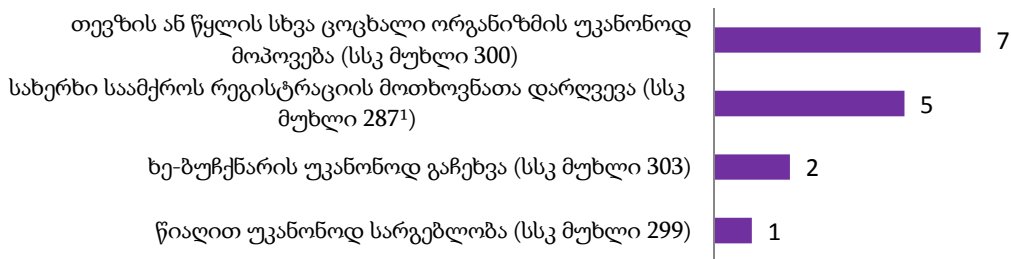 თევზის ან წყლის სხვა ცოცხალი ორგანიზმის უკანონოდ
მოპოვება (სსკ მუხლი 300)
7
სახერხი საამქროს რეგისტრაციის მოთხოვნათა დარღვევა (სსკ
მუხლი 287¹)
5
ხე-ბუჩქნარის უკანონოდ გაჩეხვა (სსკ მუხლი 303)
2
წიაღით უკანონოდ სარგებლობა (სსკ მუხლი 299)
1